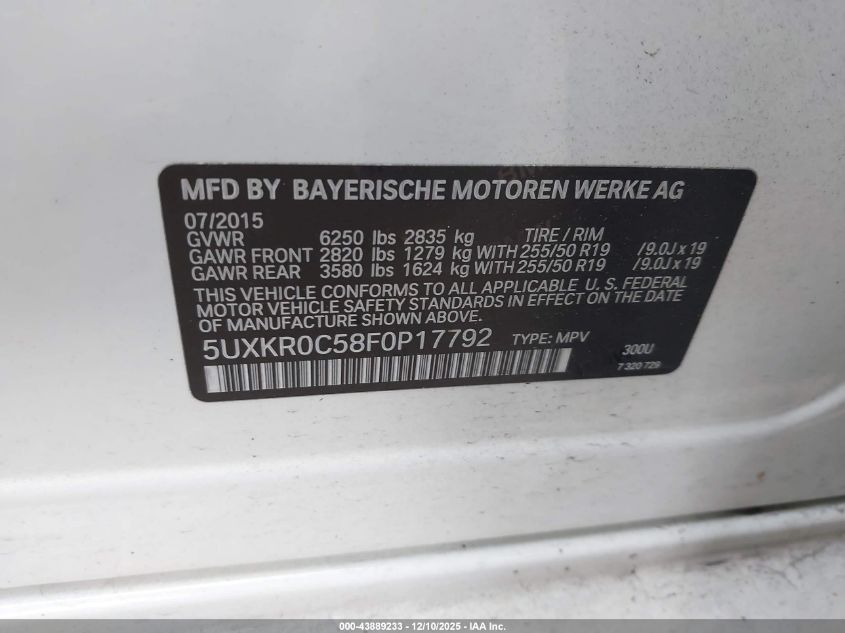 MFD BY BAYERISCHE MOTOREN WERKE AG
07/2015
GVWR 6250 lbs 2835 kg TIRE / RIM
GAWR FRONT 2820 lbs 1279 kg WITH 255/50 R19 /9.0J x 19
GAWR REAR 3580 lbs 1624 kg WITH 255/50 R19 /9.0J x 19
THIS VEHICLE CONFORMS TO ALL APPLICABLE U. S. FEDERAL
MOTOR VEHICLE SAFETY STANDARDS IN EFFECT ON THE DATE
OF MANUFACTURE SHOWN ABOVE.
5UXKR0C58F0P17792 TYPE: MPV
300U
7 320 729
000-43889233 - 12/10/2025 - IAA Inc.